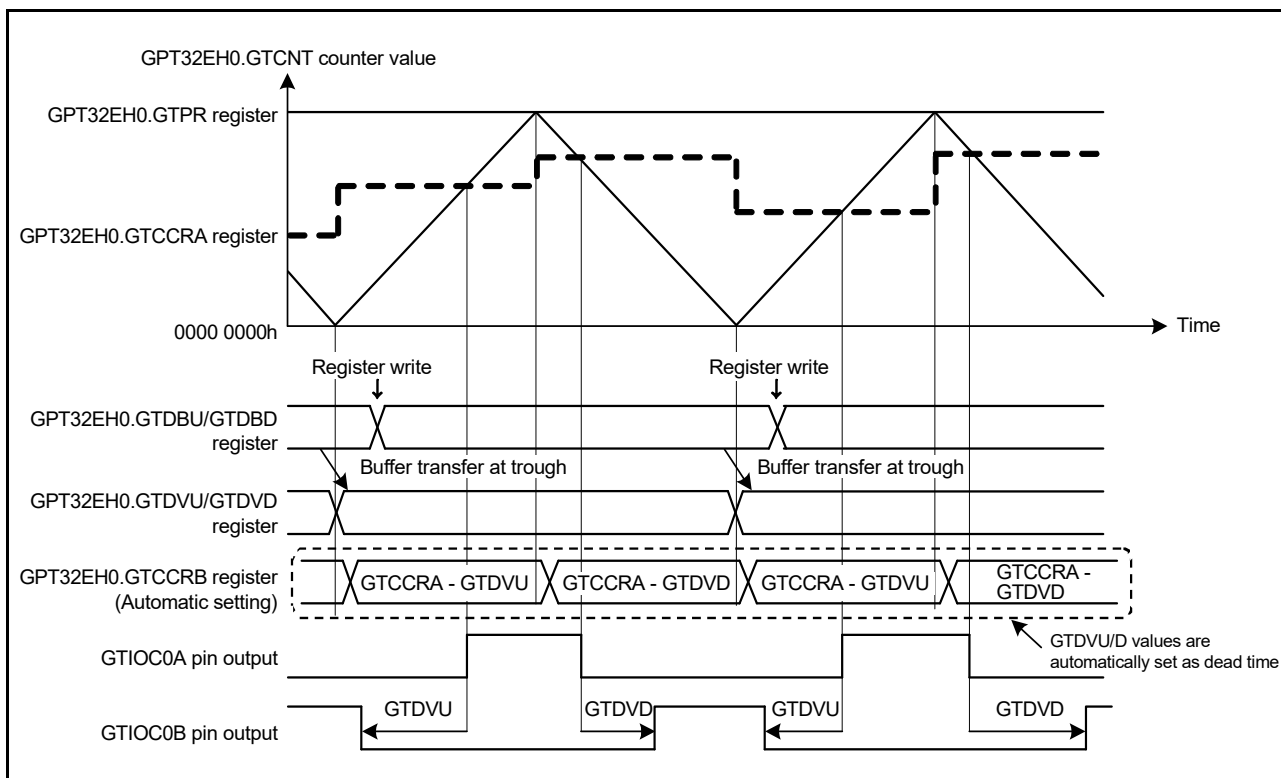 GPT32EH0.GTCNT counter value
GPT32EH0.GTPR register
GPT32EH0.GTCCRA register
0000 0000h
Time
Register write
Register write
GPT32EH0.GTDBU/GTDBD
register
Buffer transfer at trough
Buffer transfer at trough
GPT32EH0.GTDVU/GTDVD
register
GPT32EH0.GTCCRB register
(Automatic setting)
GTCCRA - GTDVU
GTCCRA - GTDVD
GTCCRA - GTDVU
GTCCRA -
GTDVD
GTDVU/D values are
automatically set as dead time
GTIOC0A pin output
GTDVU
GTDVD
GTDVU
GTDVD
GTIOC0B pin output